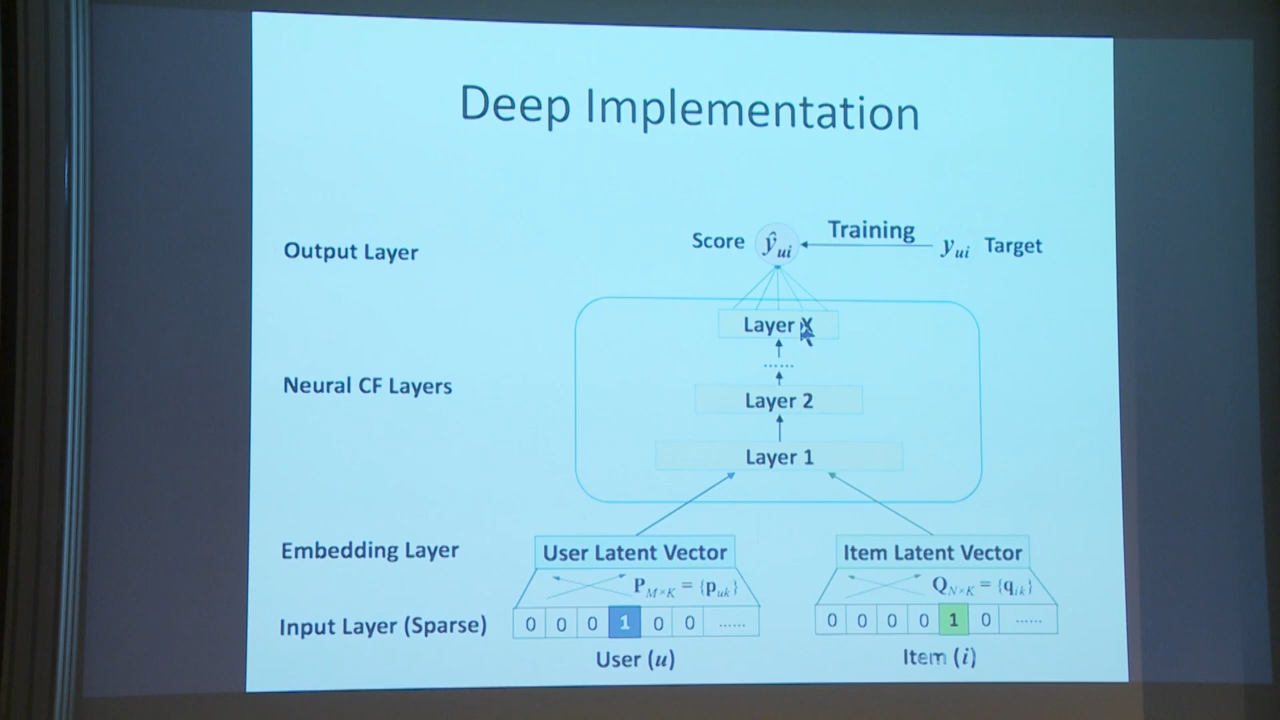 Deep Implementation
Output Layer
Score ŷui
Training
yui Target
Neural CF Layers
Layer X
......
Layer 2
Layer 1
Embedding Layer
User Latent Vector
Item Latent Vector
PM×K = {puk}
QN×K = {qik}
Input Layer (Sparse)
0 0 0 1 0 0 ......
0 0 0 0 1 0 ......
User (u)
Item (i)